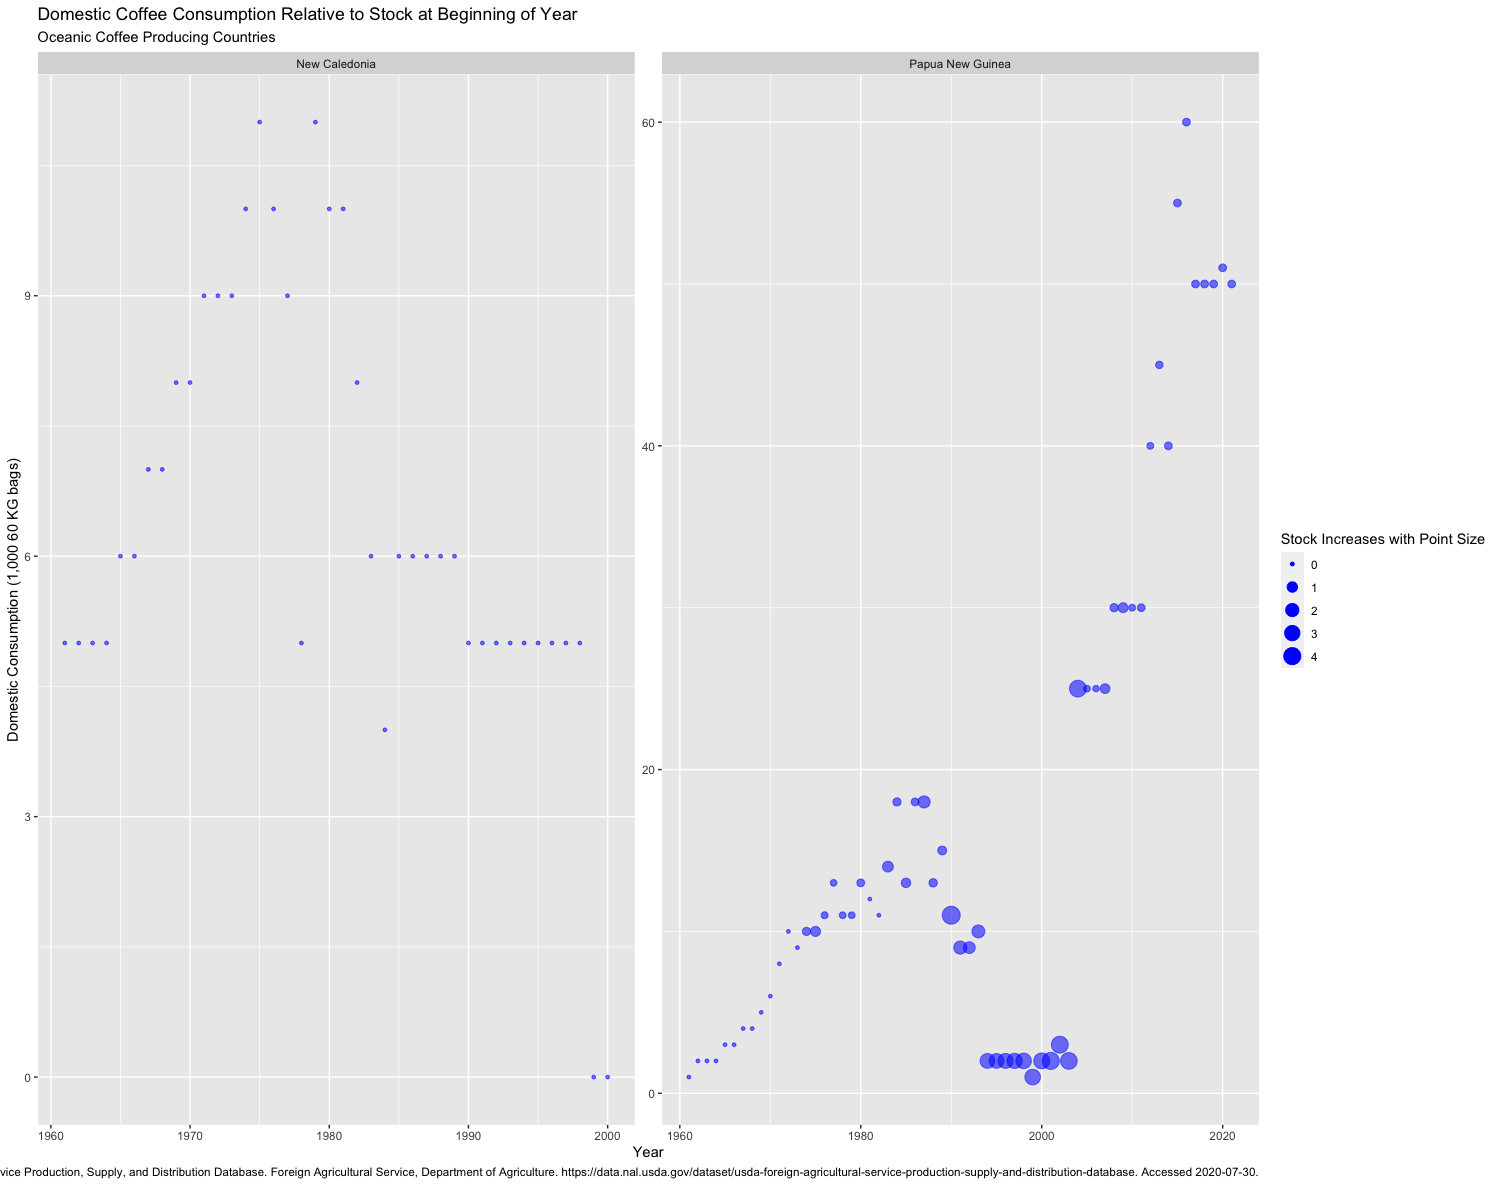 Domestic Coffee Consumption Relative to Stock at Beginning of Year
Oceanic Coffee Producing Countries
New Caledonia
Papua New Guinea
Domestic Consumption (1,000 60 KG bags)
9
6
3
0
60
40
20
0
1960 1970 1980 1990 2000
1960 1980 2000 2020
Year
Stock Increases with Point Size
0
1
2
3
4
vice Production, Supply, and Distribution Database. Foreign Agricultural Service, Department of Agriculture. https://data.nal.usda.gov/dataset/usda-foreign-agricultural-service-production-supply-and-distribution-database. Accessed 2020-07-30.